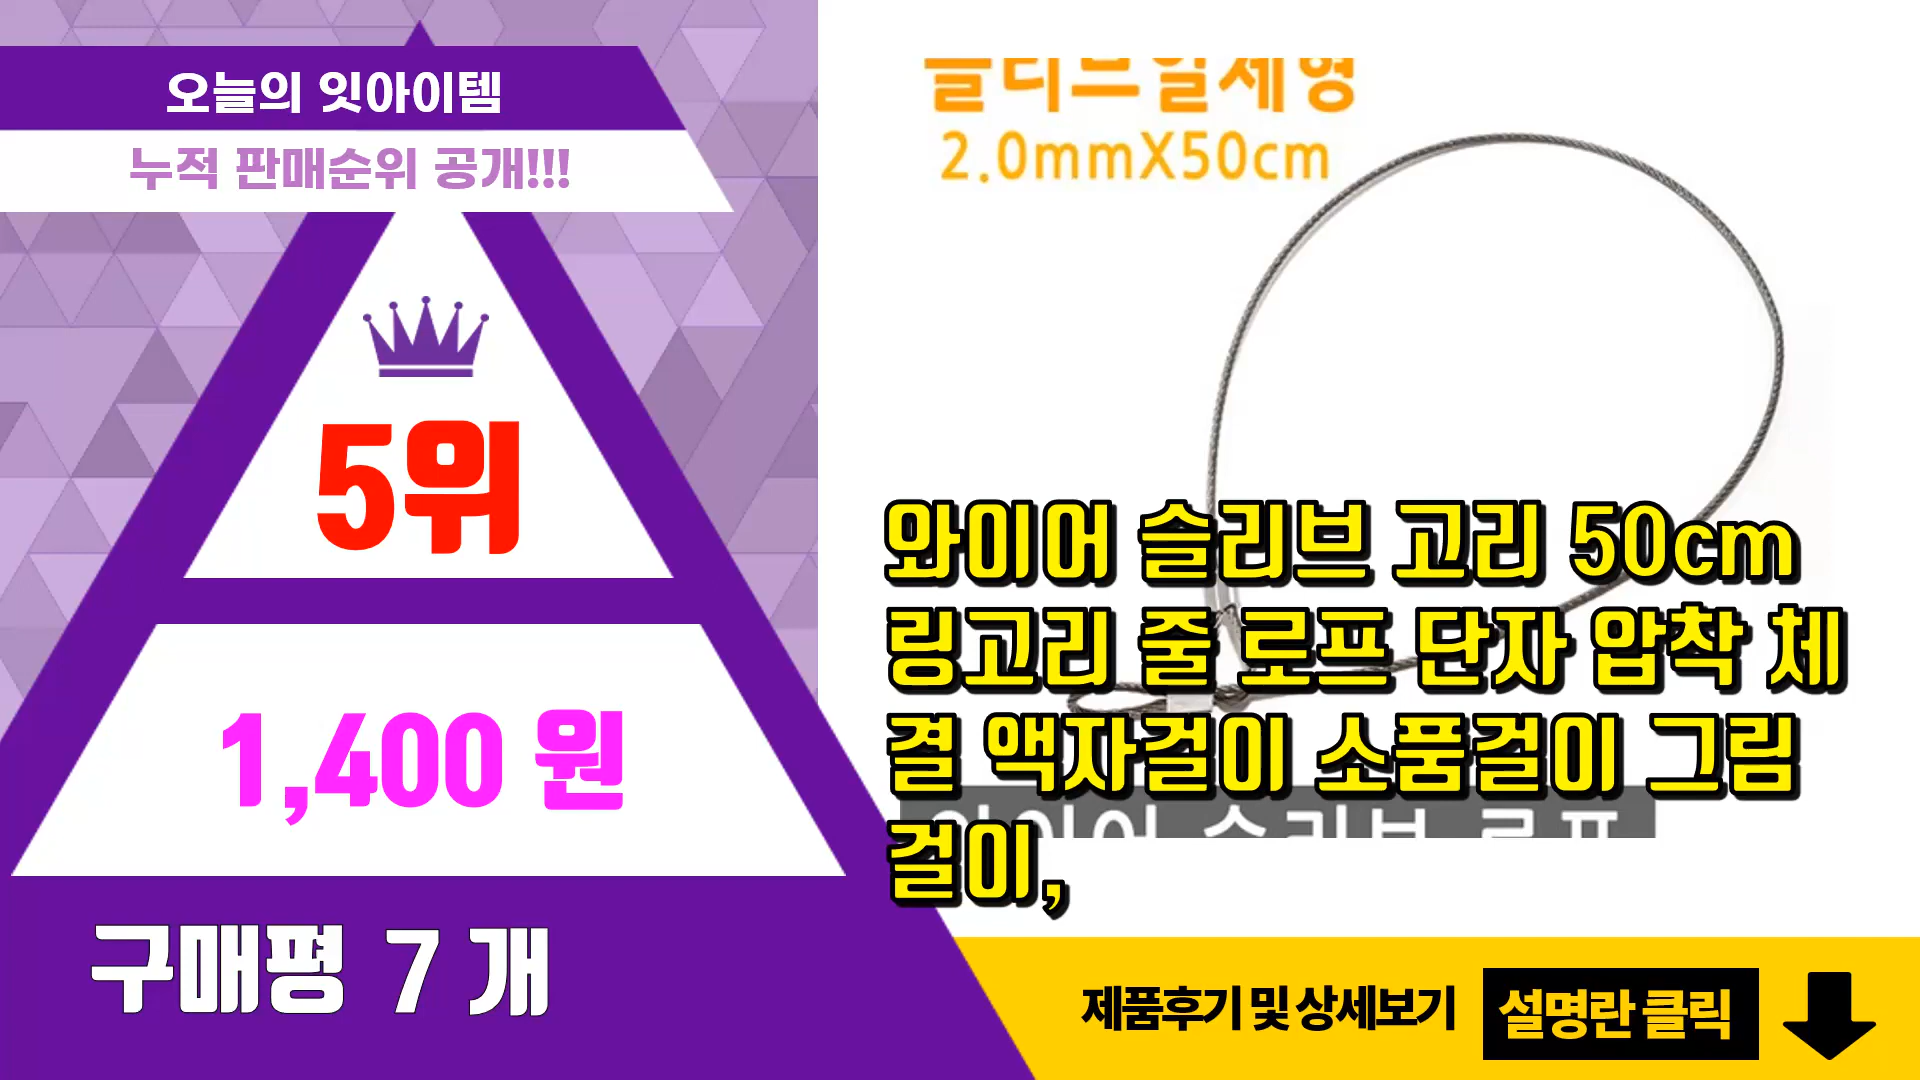 오늘의 잇아이템
누적 판매순위 공개!!!
5위
1,400 원
구매평 7 개
2.0mmX50cm
와이어 슬리브 고리 50cm
링고리 줄 로프 단자 압착 체
결 액자걸이 소품걸이 그림
걸이,
제품후기 및 상세보기
설명란 클릭